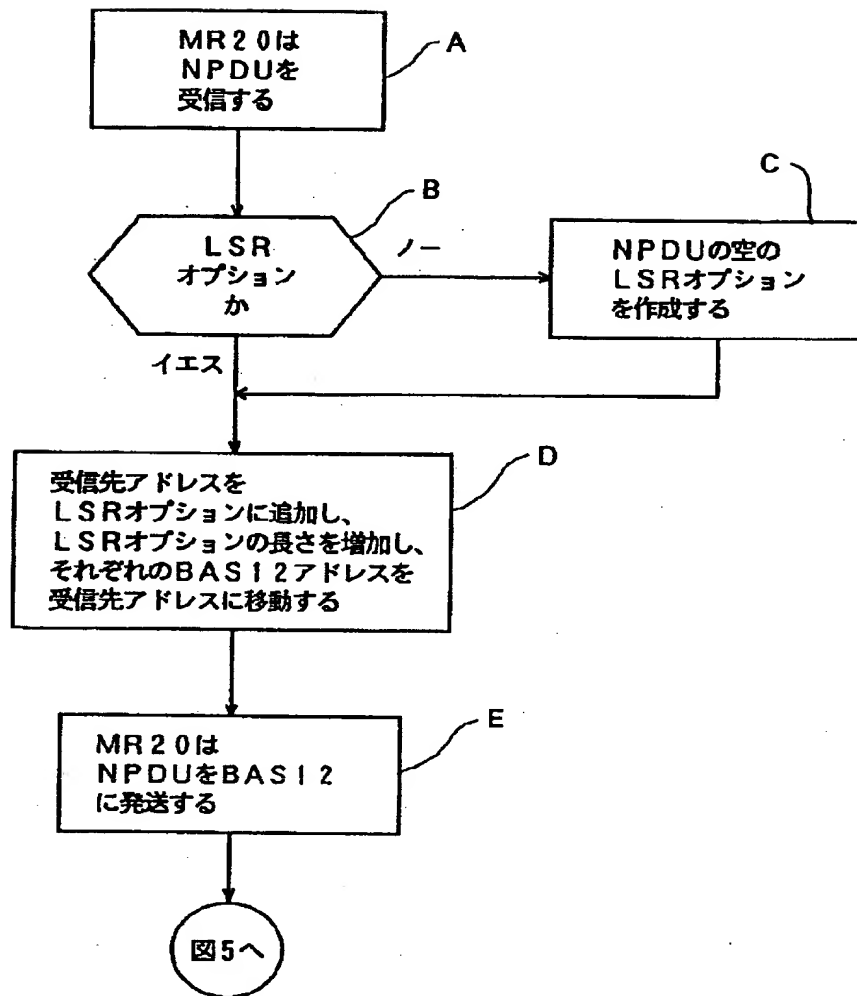 MR20は
NPDUを
受信する
A
LSR
オプション
か
B
ノー
イエス
C
NPDUの空の
LSRオプション
を作成する
受信先アドレスを
LSRオプションに追加し、
LSRオプションの長さを増加し、
それぞれのBAS12アドレスを
受信先アドレスに移動する
D
MR20は
NPDUをBAS12
に発送する
E
図5へ